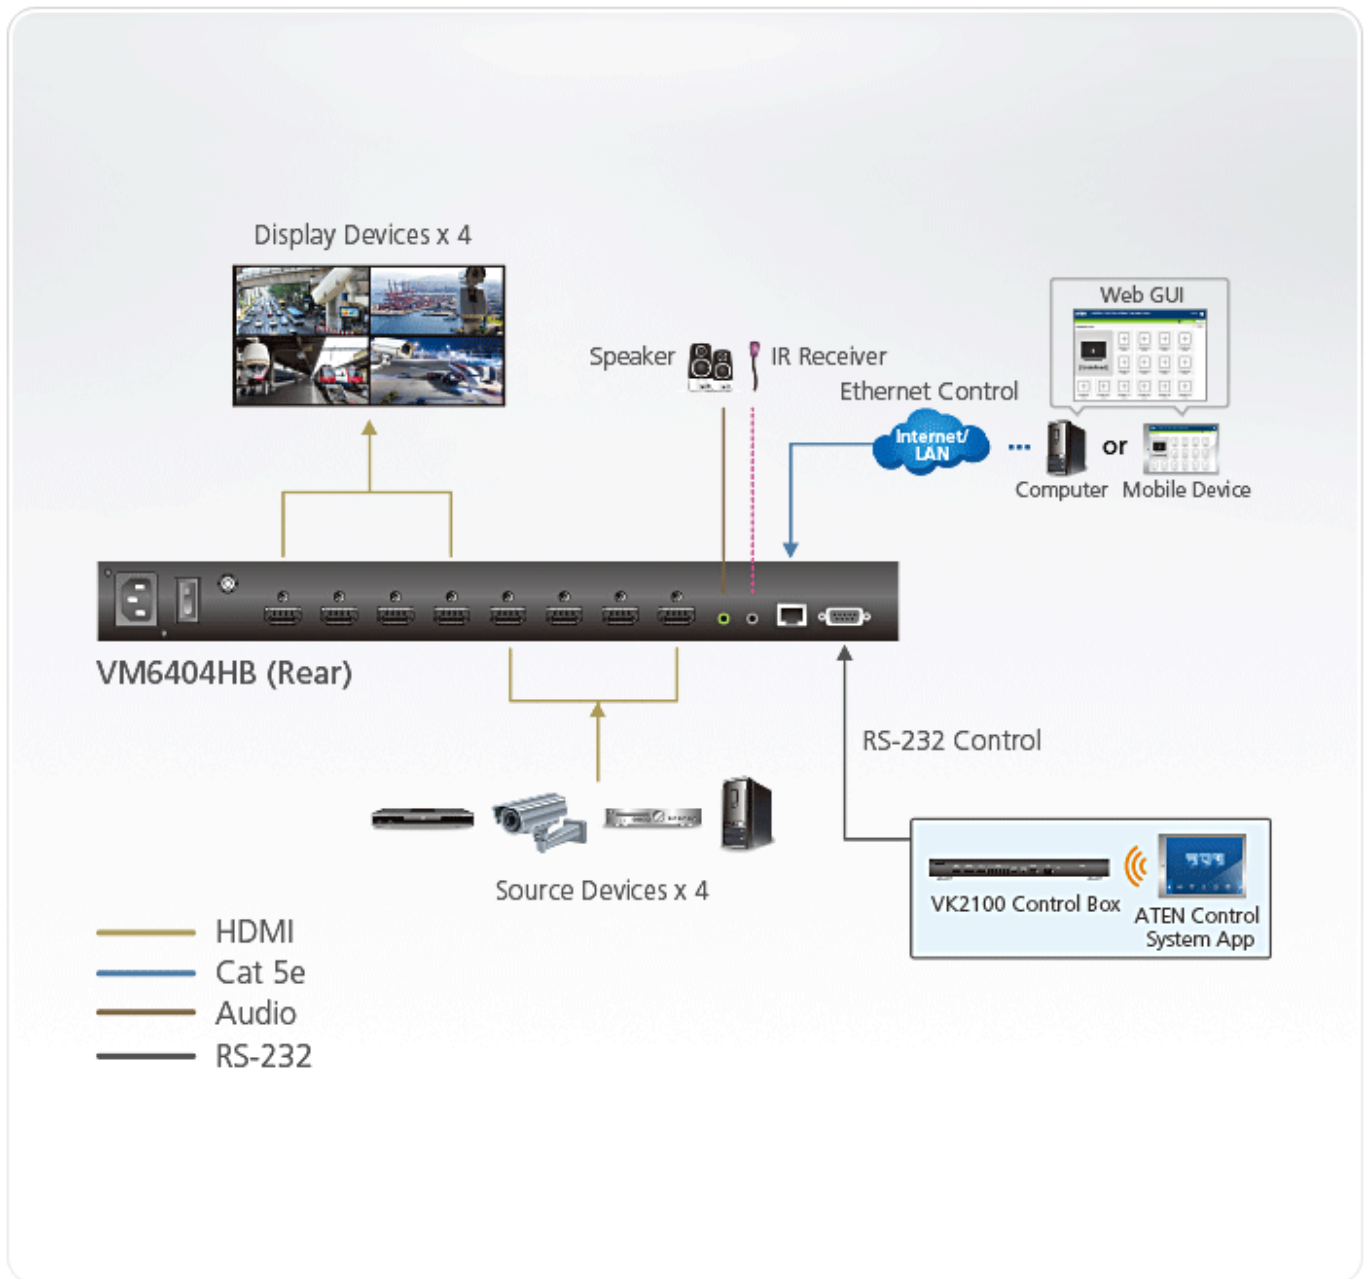 Display Devices x 4
Web GUI
Speaker
IR Receiver
Ethernet Control
Internet/
LAN
or
Computer
Mobile Device
VM6404HB (Rear)
RS-232 Control
Source Devices x 4
VK2100 Control Box
ATEN Control
System App
HDMI
Cat 5e
Audio
RS-232